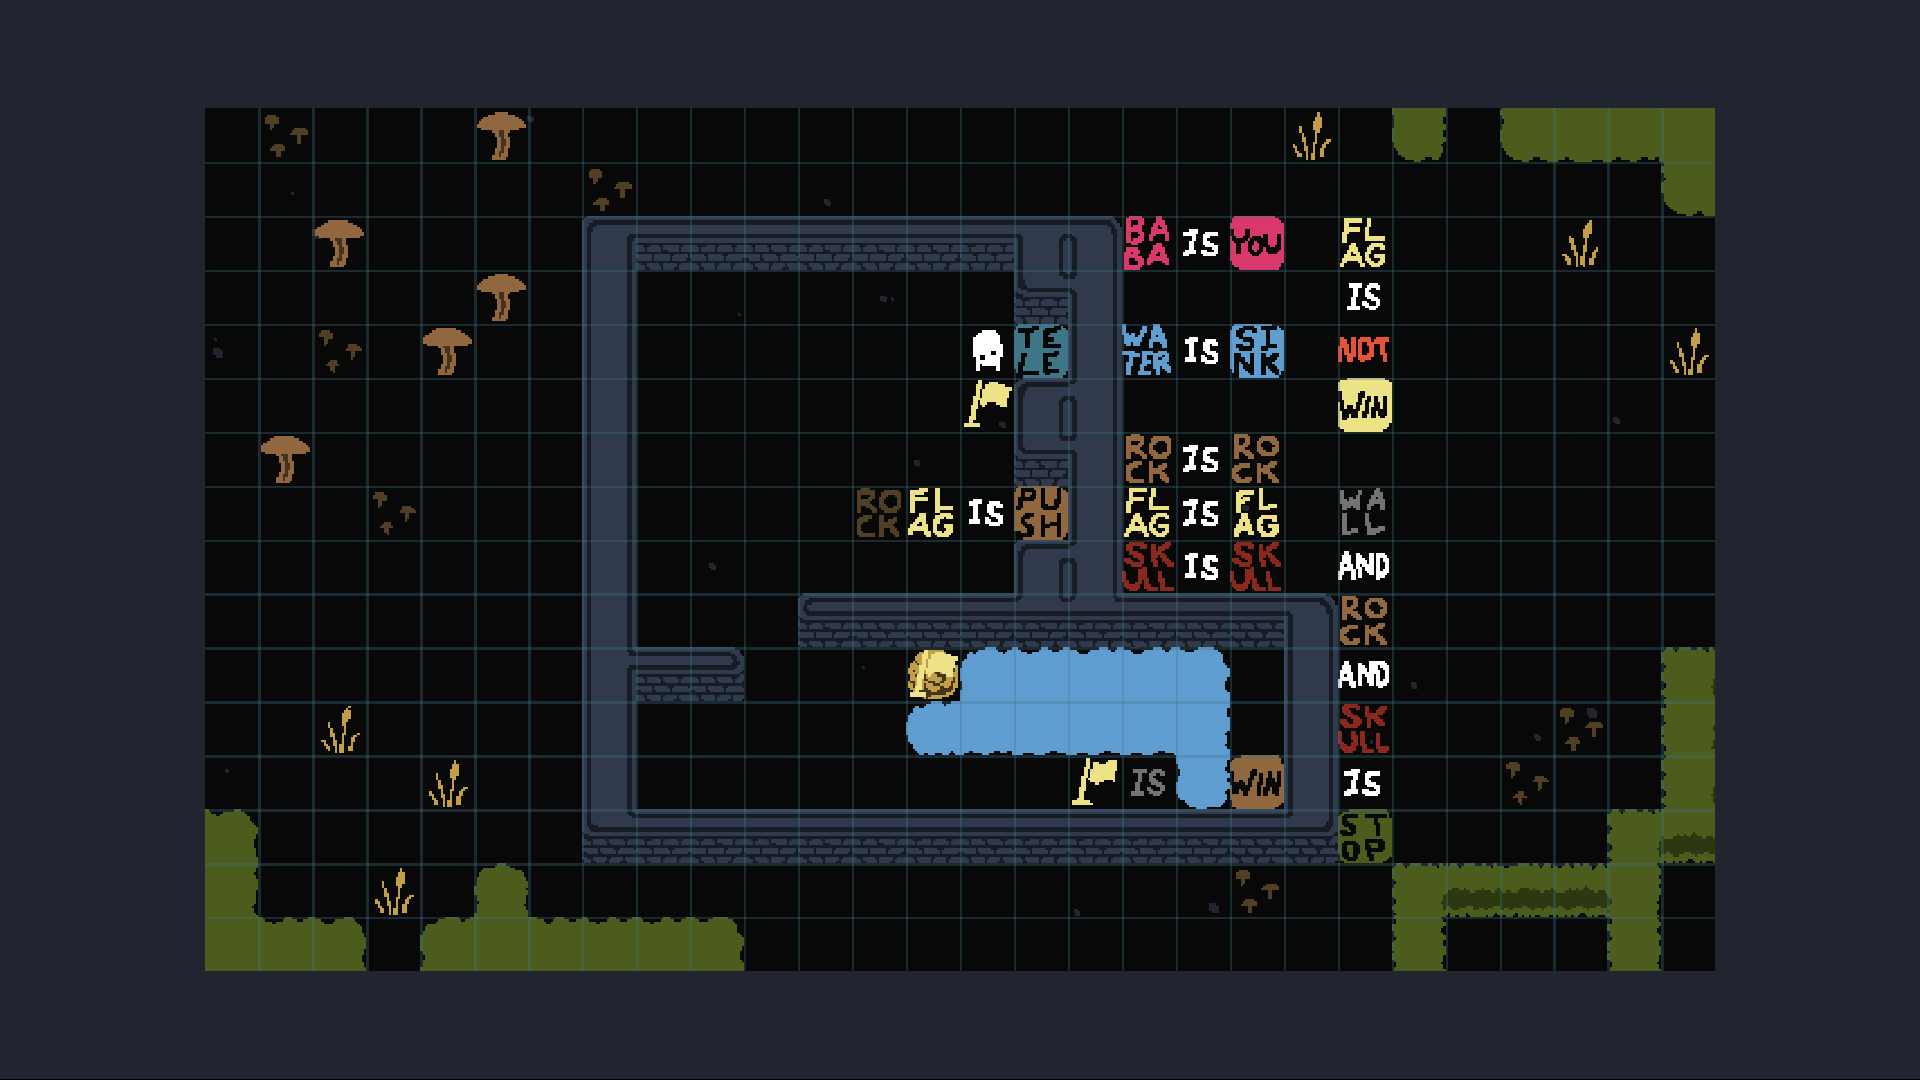 BABA IS YOU FLAG
IS
TELE WATER IS SINK NOT
WIN
ROCK IS ROCK
ROCK FLAG IS PUSH FLAG IS FLAG WALL
SKULL IS SKULL AND
ROCK
AND
SKULL
IS WIN IS
STOP